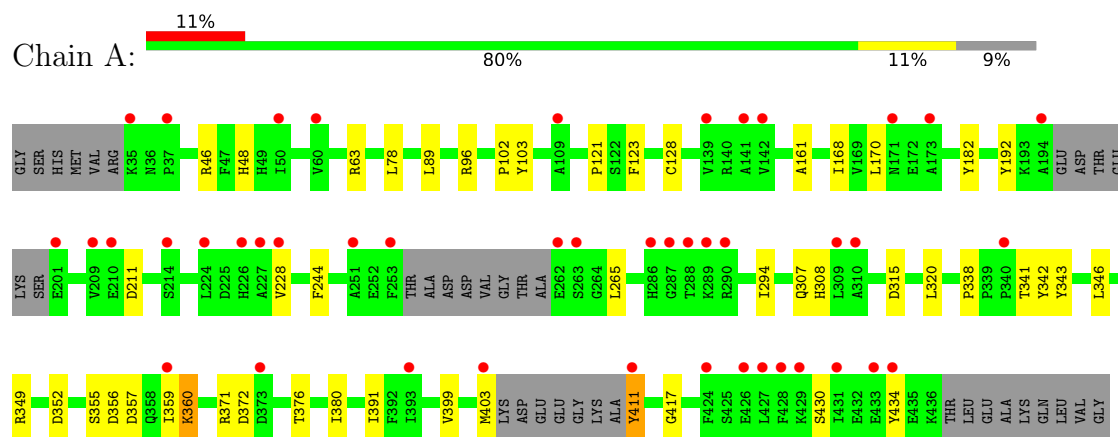 11%
Chain A:
80% 11% 9%
GLY SER HIS MET VAL ARG K35 N36 P37 R46 F47 H48 H49 I50 V60 R63 L78 L89 R96 P102 Y103 A109 P121 S122 F123 C128 V139 R140 A141 V142 A161 I168 V169 L170 N171 E172 A173 Y182 Y192 K193 A194 GLU ASP THR GLU
LYS SER E201 V209 E210 D211 S214 L224 D225 H226 A227 V228 F244 A251 E252 F253 THR ALA ASP ASP VAL GLY THR ALA E262 S263 G264 L265 H286 G287 T288 K289 R290 I294 Q307 H308 L309 A310 D315 L320 P338 P339 P340 T341 Y342 Y343 L346
R349 D352 S355 D356 D357 Q358 I359 K360 R371 D372 D373 T376 I380 I391 F392 I393 V399 M403 LYS ASP GLU GLU GLY LYS ALA Y411 G417 F424 S425 E426 L427 F428 K429 S430 I431 E432 E433 Y434 E435 K436 THR LEU GLU ALA LYS GLN LEU VAL GLY